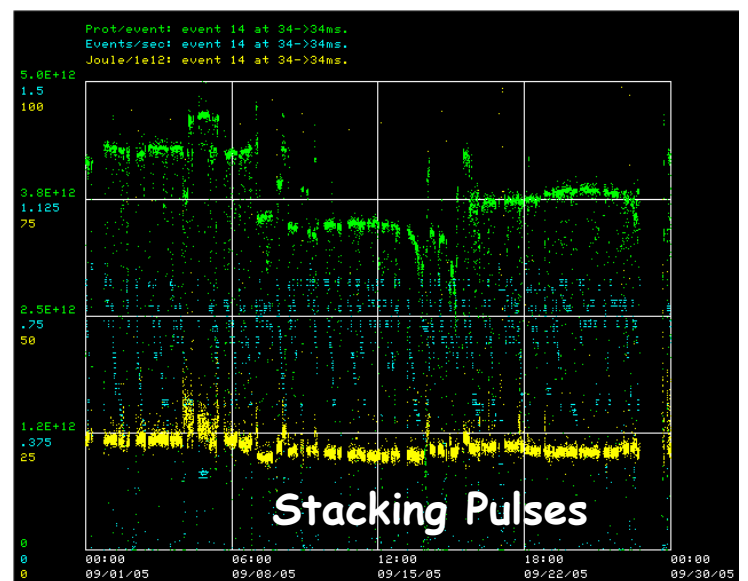 Prot/event: event 14 at 34->34ms.
Events/sec: event 14 at 34->34ms.
Joule/1e12: event 14 at 34->34ms.
5.0E+12
1.5
100
3.8E+12
1.125
75
2.5E+12
.75
50
1.2E+12
.375
25
Stacking Pulses
0
0
0
00:00 06:00 12:00 18:00 00:00
09/01/05 09/08/05 09/15/05 09/22/05 09/30/05